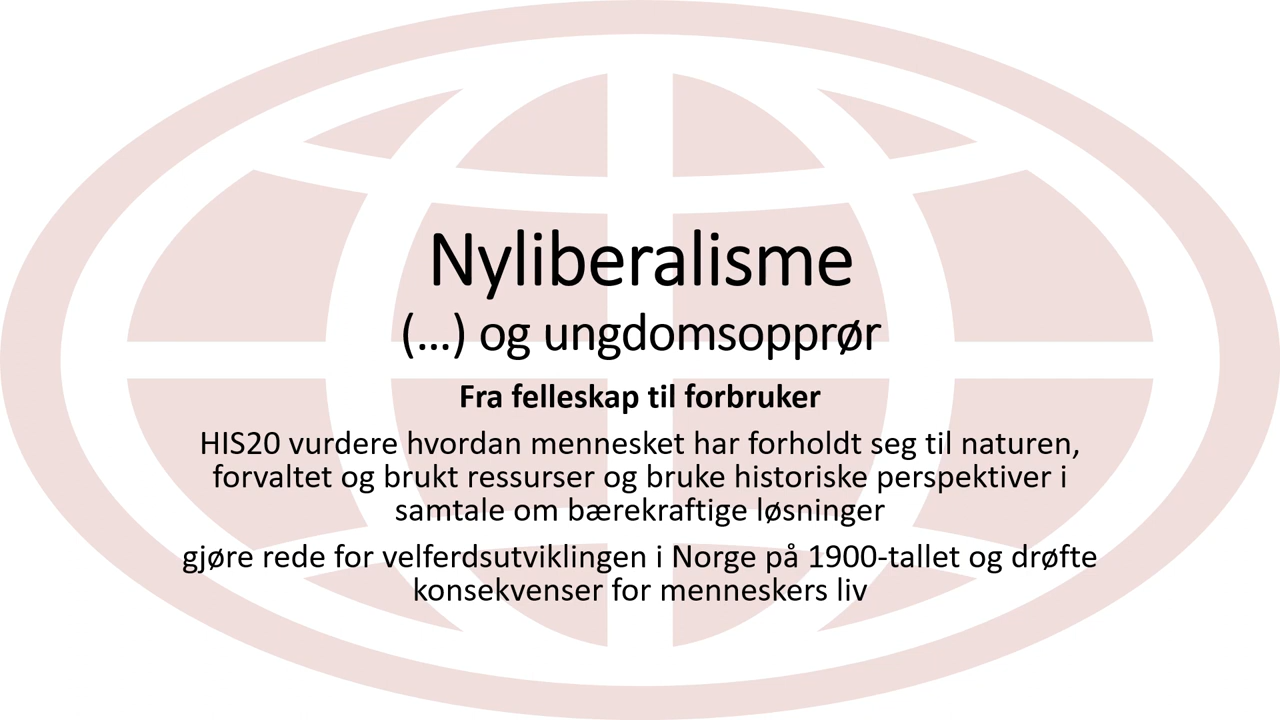 Nyliberalisme
(…) og ungdomsopprør
Fra felleskap til forbruker
HIS20 vurdere hvordan mennesket har forholdt seg til naturen,
forvaltet og brukt ressurser og bruke historiske perspektiver i
samtale om bærekraftige løsninger
gjøre rede for velferdsutviklingen i Norge på 1900-tallet og drøfte
konsekvenser for menneskers liv